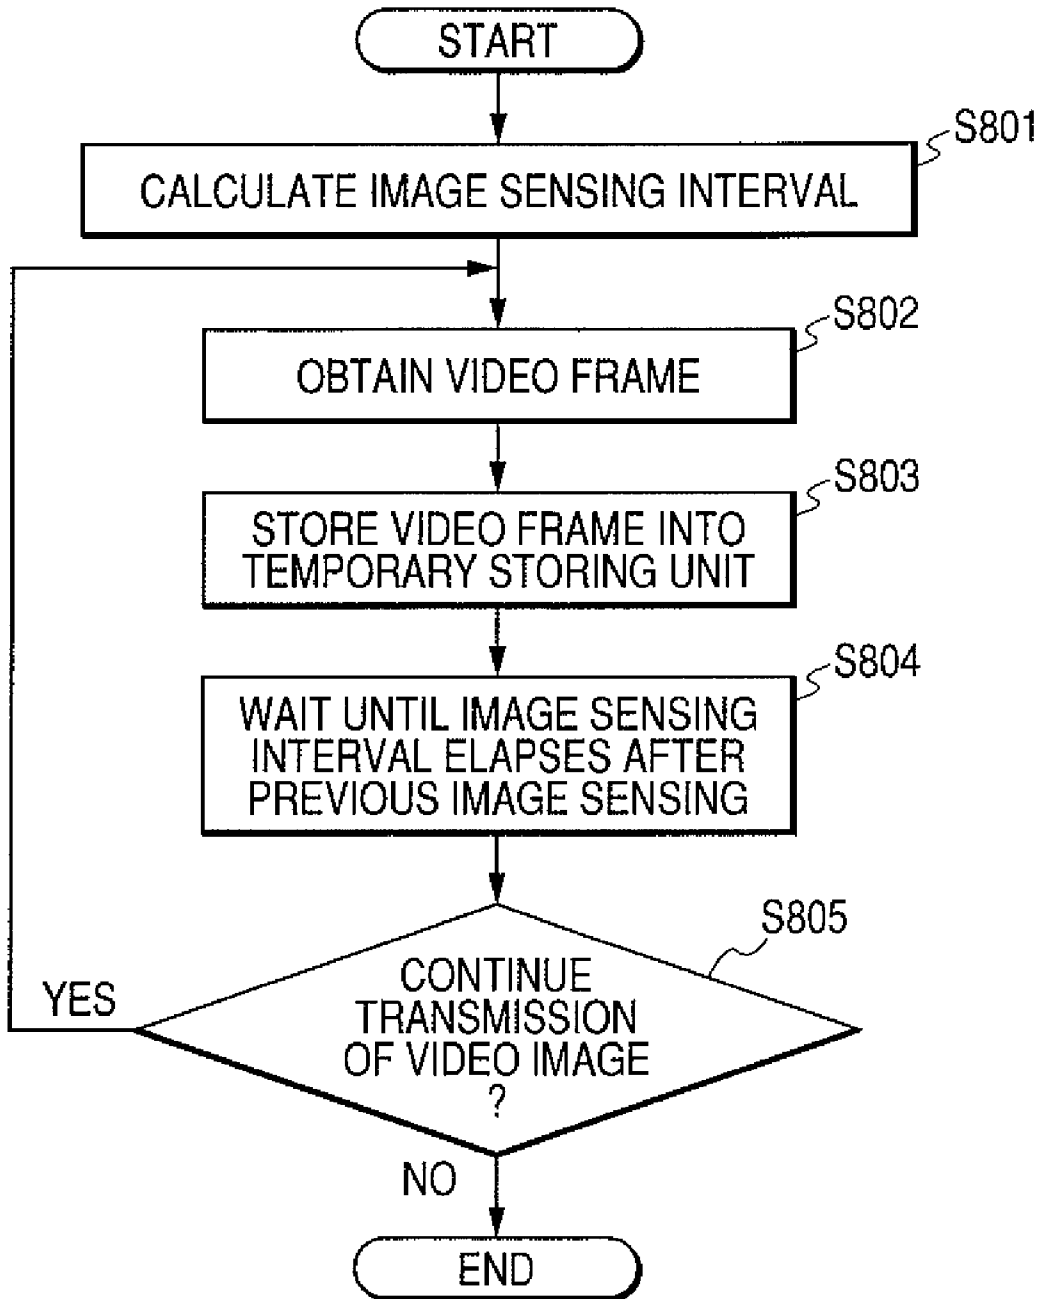 START
S801
CALCULATE IMAGE SENSING INTERVAL
S802
OBTAIN VIDEO FRAME
S803
STORE VIDEO FRAME INTO
TEMPORARY STORING UNIT
S804
WAIT UNTIL IMAGE SENSING
INTERVAL ELAPSES AFTER
PREVIOUS IMAGE SENSING
S805
CONTINUE
TRANSMISSION
OF VIDEO IMAGE
?
YES
NO
END